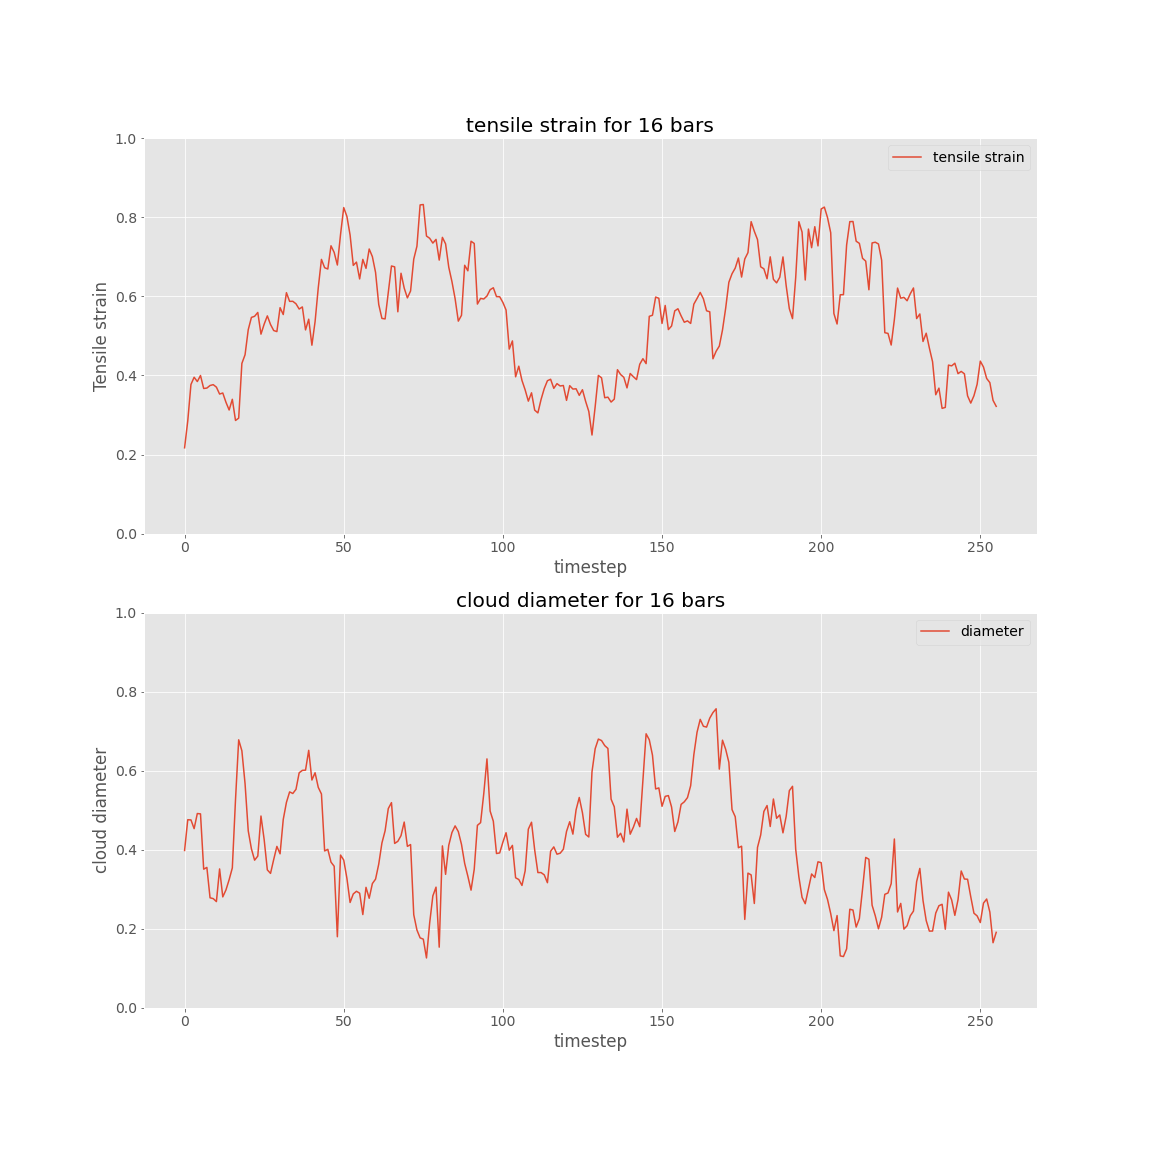 tensile strain for 16 bars
1.0
0.8
0.6
0.4
0.2
0.0
Tensile strain
tensile strain
0 50 100 150 200 250
timestep
cloud diameter for 16 bars
1.0
0.8
0.6
0.4
0.2
0.0
cloud diameter
diameter
0 50 100 150 200 250
timestep